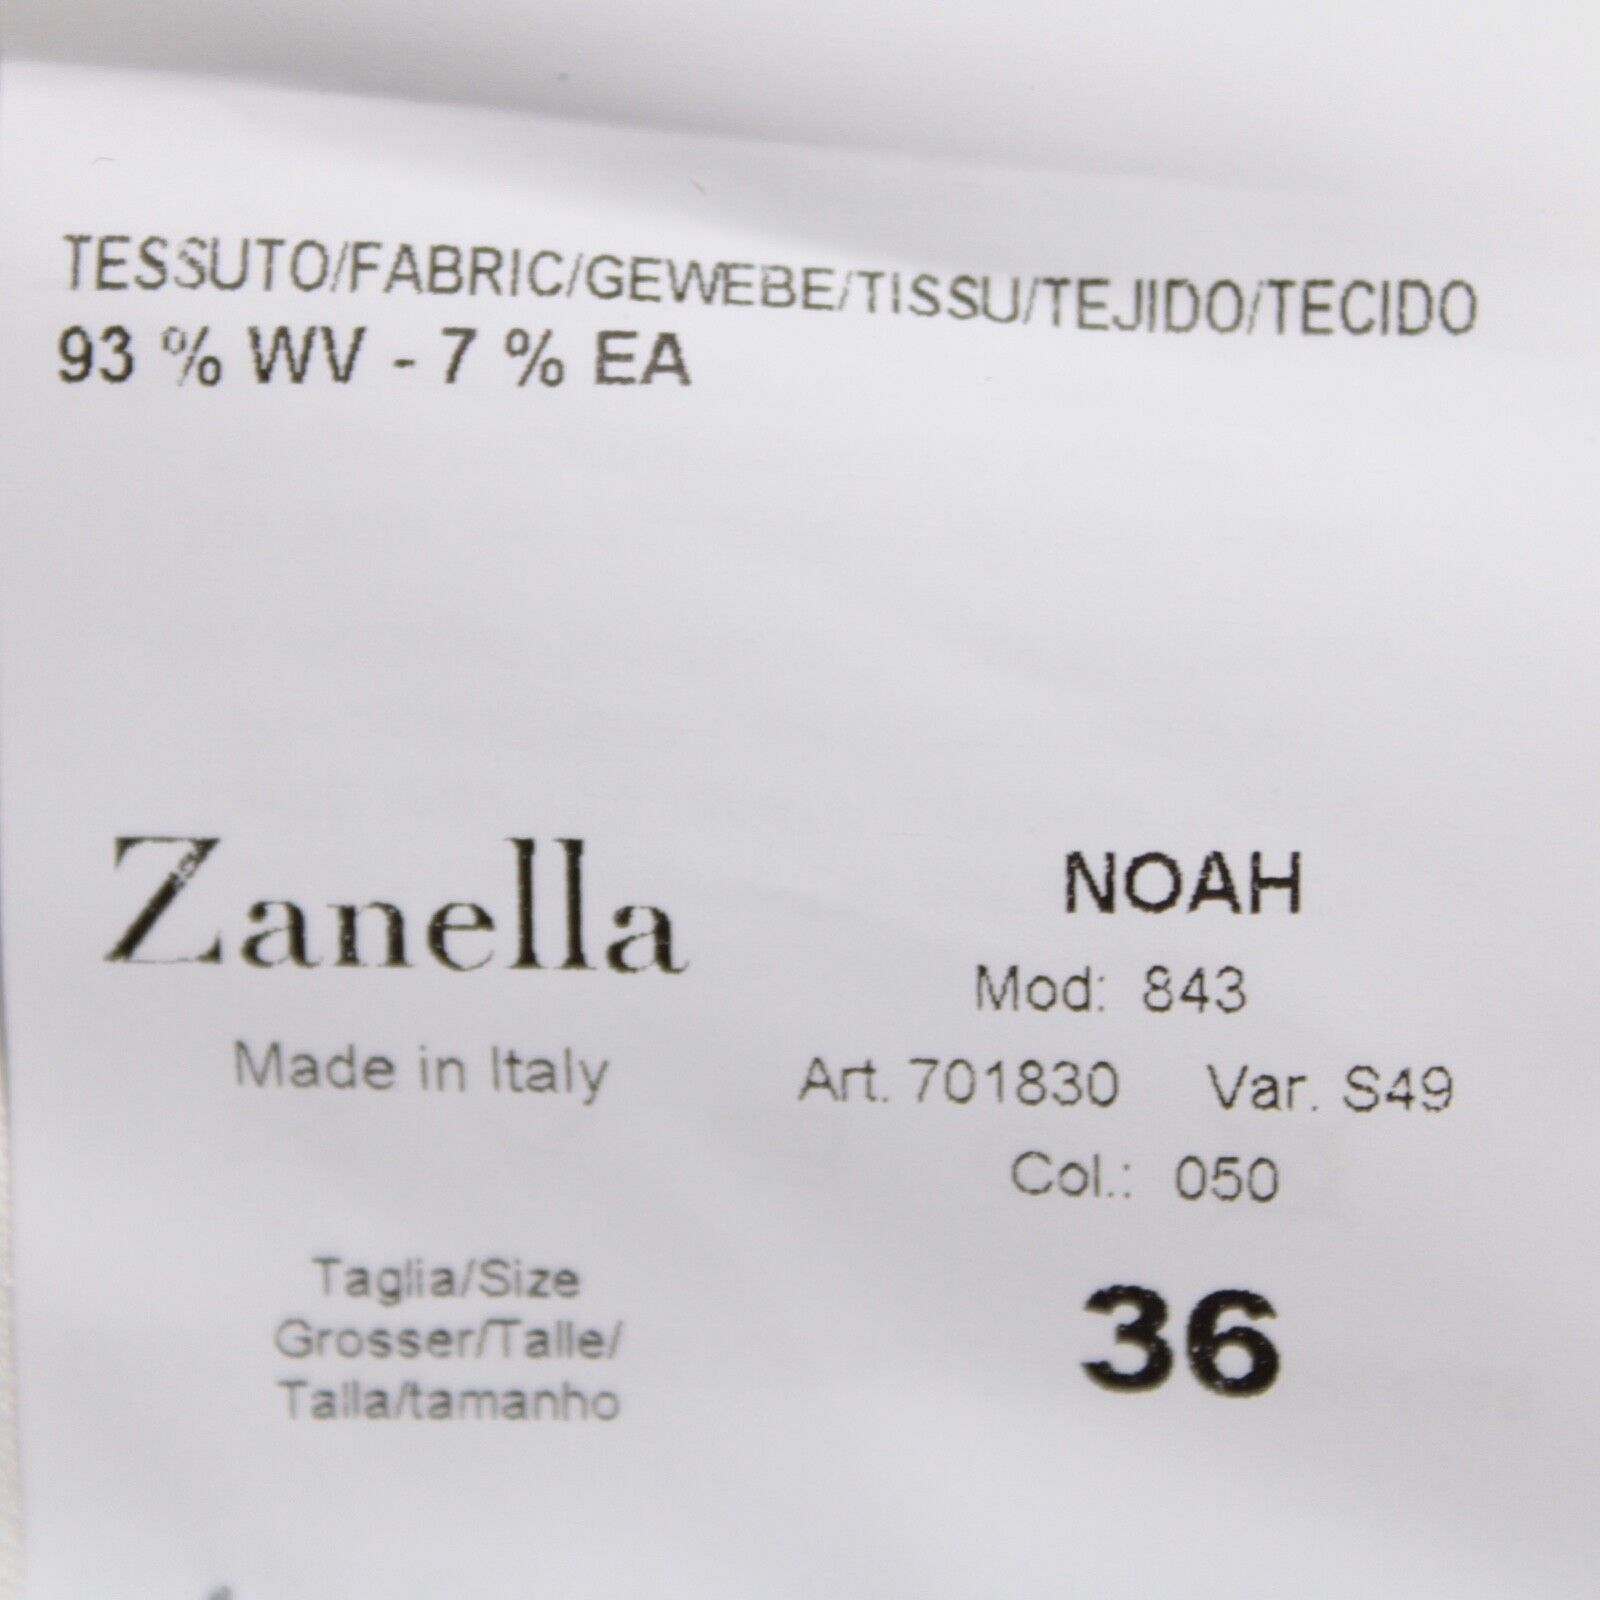 TESSUTO/FABRIC/GEWEBE/TISSU/TEJIDO/TECIDO
93 % WV - 7 % EA
Zanella
Made in Italy
NOAH
Mod: 843
Art. 701830 Var. S49
Col.: 050
Taglia/Size
Grosser/Talle/
Talla/tamanho
36